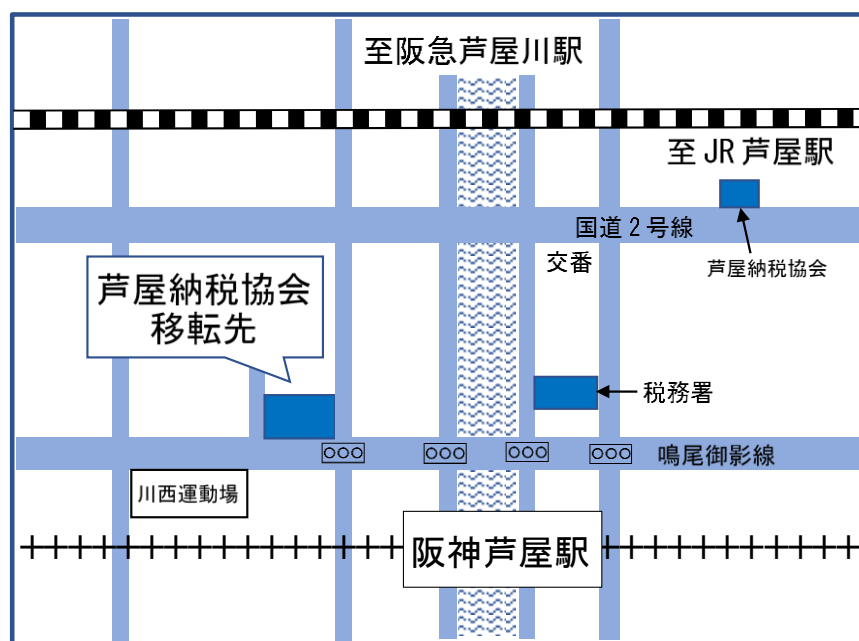 至阪急芦屋川駅
至JR芦屋駅
国道2号線
交番
芦屋納税協会
芦屋納税協会
移転先
税務署
鳴尾御影線
川西運動場
阪神芦屋駅